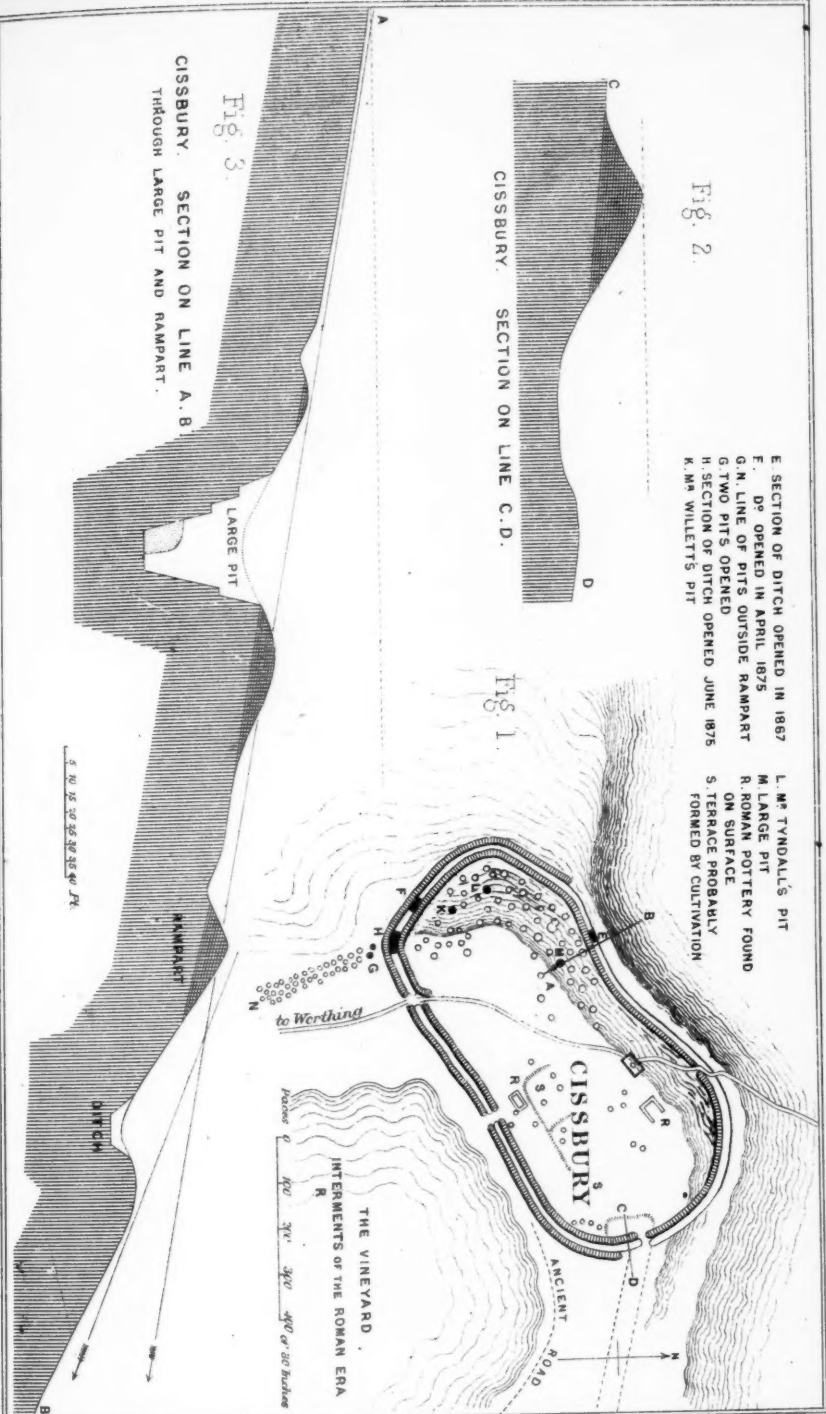 E. SECTION OF DITCH OPENED IN 1867
F. Dº OPENED IN APRIL 1875
G.N. LINE OF PITS OUTSIDE RAMPART
G. TWO PITS OPENED
H. SECTION OF DITCH OPENED JUNE 1875
K. MR WILLETT'S PIT
L. MR TYNDALL'S PIT
M. LARGE PIT
R. ROMAN POTTERY FOUND
ON SURFACE
S. TERRACE PROBABLY
FORMED BY CULTIVATION
Fig. 2.
C
D
CISSBURY. SECTION ON LINE C.D.
Fig. 1.
B
E
M
A
L
K
F
H
G
N
to Worthing
CISSBURY
R
S
R
S
C
D
N
ANCIENT
ROAD
THE VINEYARD.
INTERMENTS OF THE ROMAN ERA
R
Paces 0 100 200 300 400 of 30 Inches
A
Fig. 3.
CISSBURY. SECTION ON LINE A.B
THROUGH LARGE PIT AND RAMPART.
LARGE PIT
RAMPART
DITCH
B
5 10 15 20 25 30 35 40 Ft.